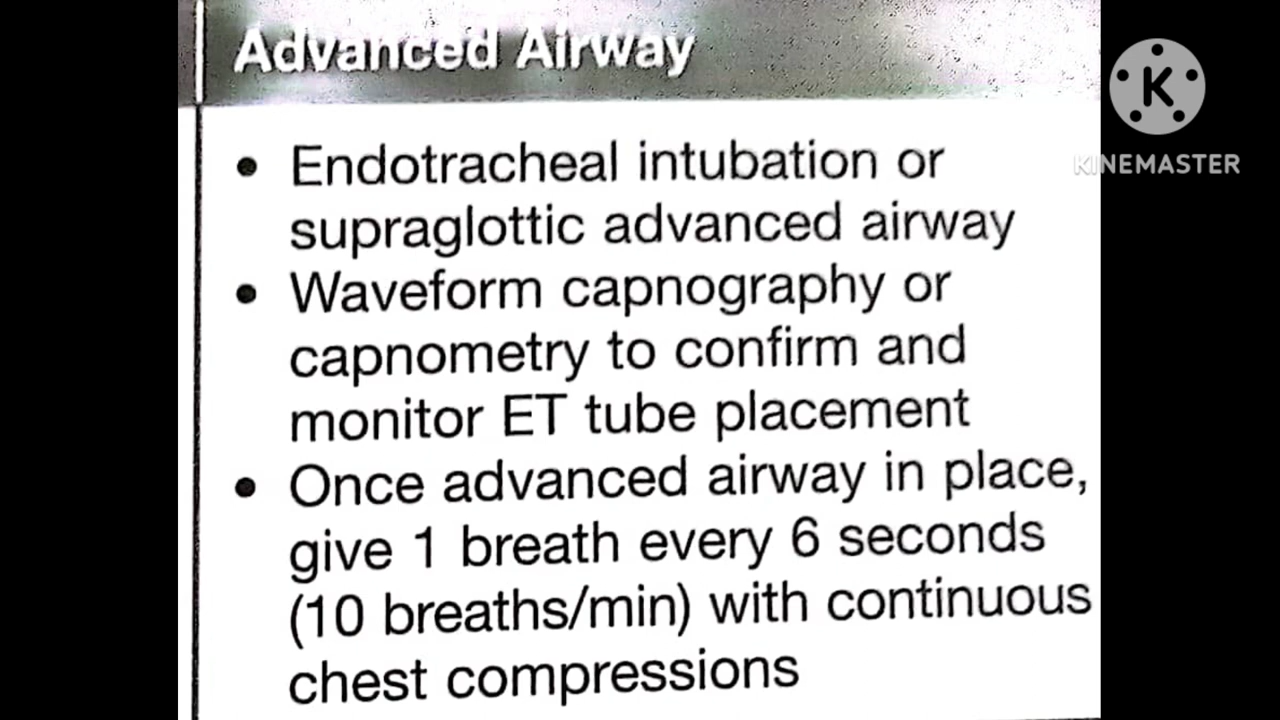 Advanced Airway
K
KINEMASTER
• Endotracheal intubation or
supraglottic advanced airway
• Waveform capnography or
capnometry to confirm and
monitor ET tube placement
• Once advanced airway in place,
give 1 breath every 6 seconds
(10 breaths/min) with continuous
chest compressions